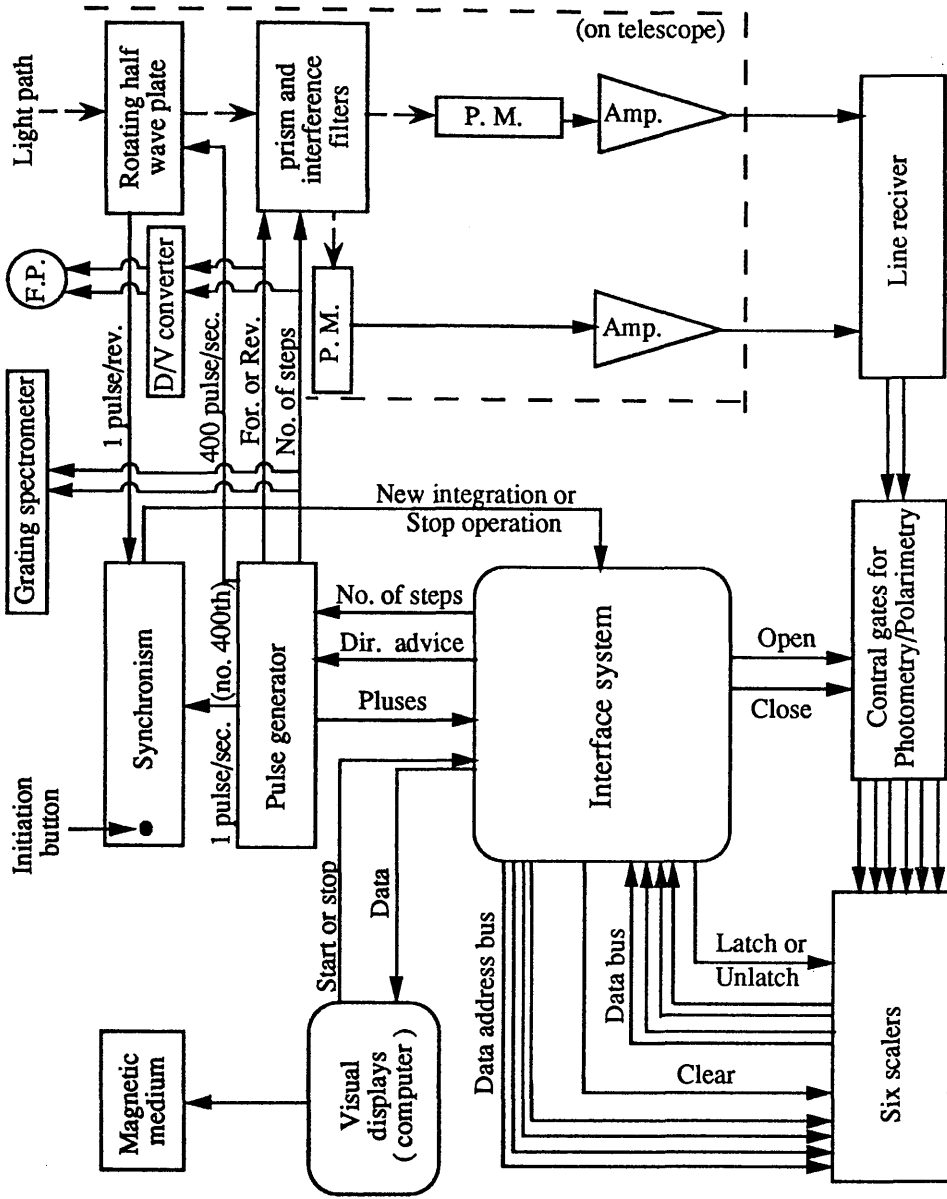 (on telescope)
Light path
Rotating half
wave plate
prism and
interference
filters
P. M.
Amp.
F.P.
D/V converter
P. M.
Amp.
Line reciver
Grating spectrometer
1 pulse/rev.
400 pulse/sec.
For. or Rev.
No. of steps
New integration or
Stop operation
Initiation
button
Synchronism
1 pulse/sec. (no. 400th)
Pulse generator
No. of steps
Dir. advice
Pluses
Interface system
Open
Close
Contral gates for
Photometry/Polarimetry
Start or stop
Data
Magnetic
medium
Visual
displays
( computer )
Data address bus
Data bus
Latch or
Unlatch
Clear
Six scalers